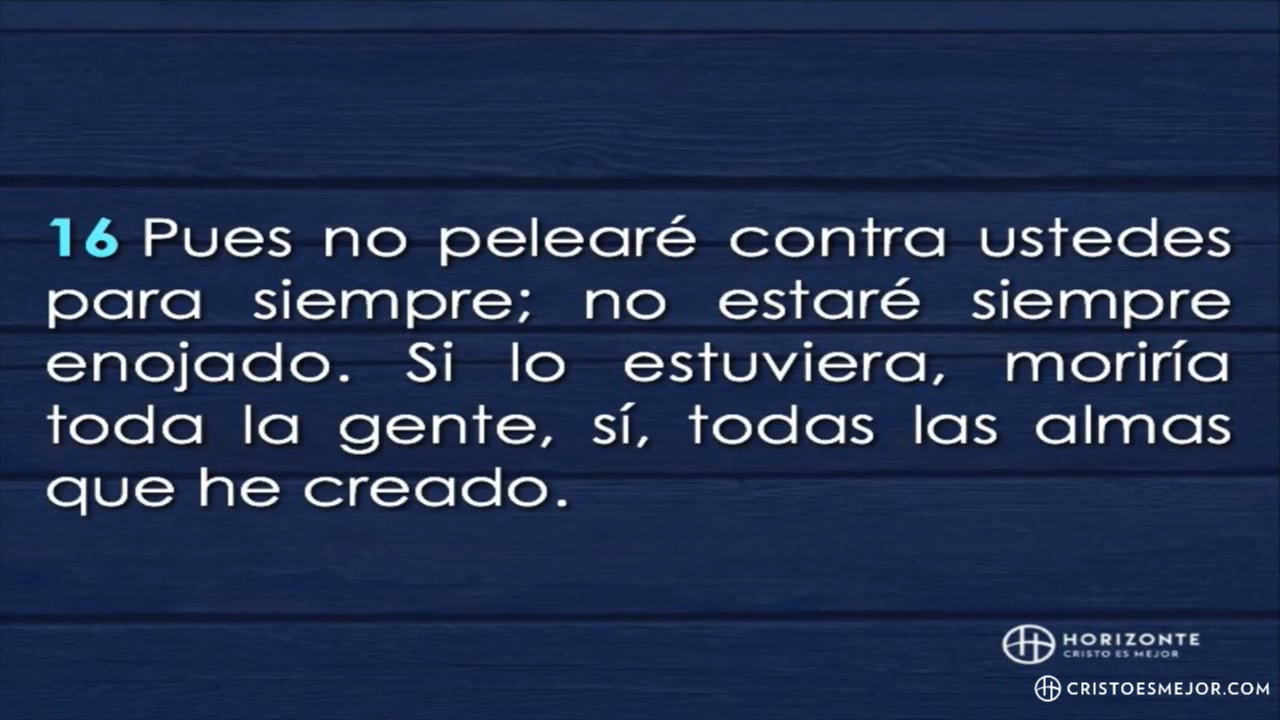 16 Pues no pelearé contra ustedes
para siempre; no estaré siempre
enojado. Si lo estuviera, moriría
toda la gente, sí, todas las almas
que he creado.
HORIZONTE
CRISTO ES MEJOR
CRISTOESMEJOR.COM